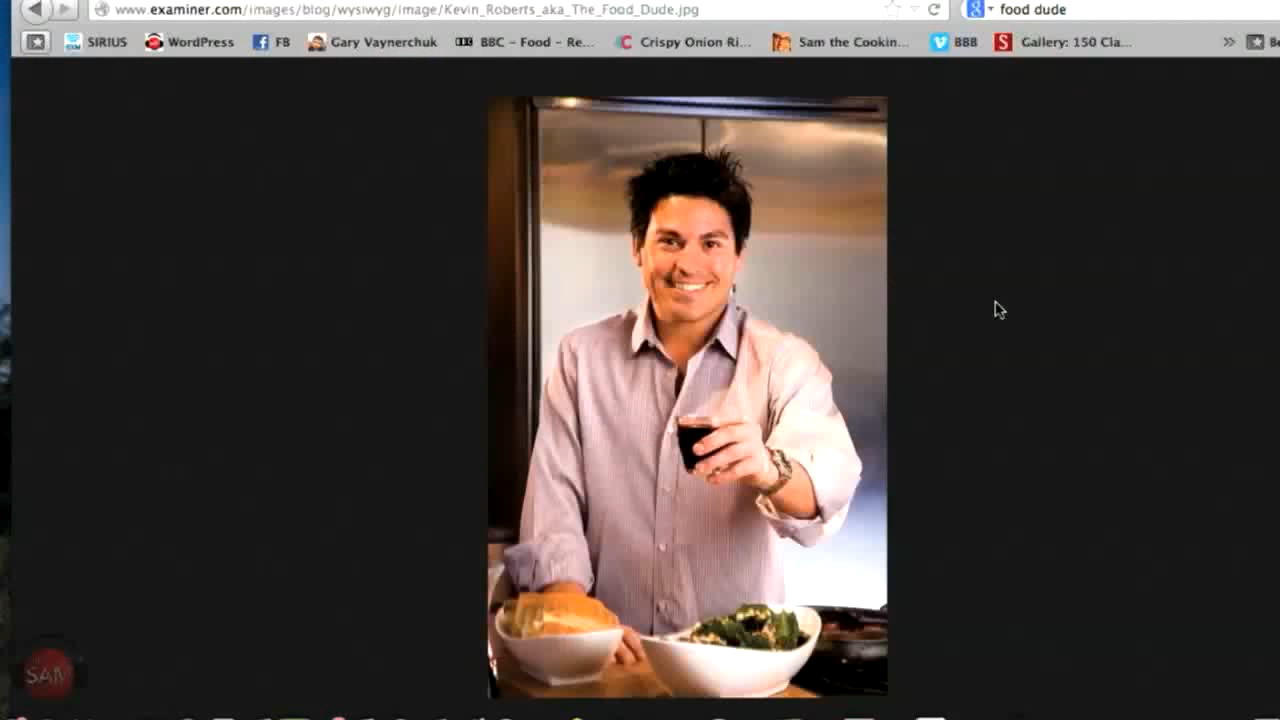 www.examiner.com/images/blog/wysiwyg/image/Kevin_Roberts_aka_The_Food_Dude.jpg
food dude
SIRIUS WordPress FB Gary Vaynerchuk BBC – Food – Re... Crispy Onion Ri... Sam the Cookin... BBB Gallery: 150 Cla...
SAM